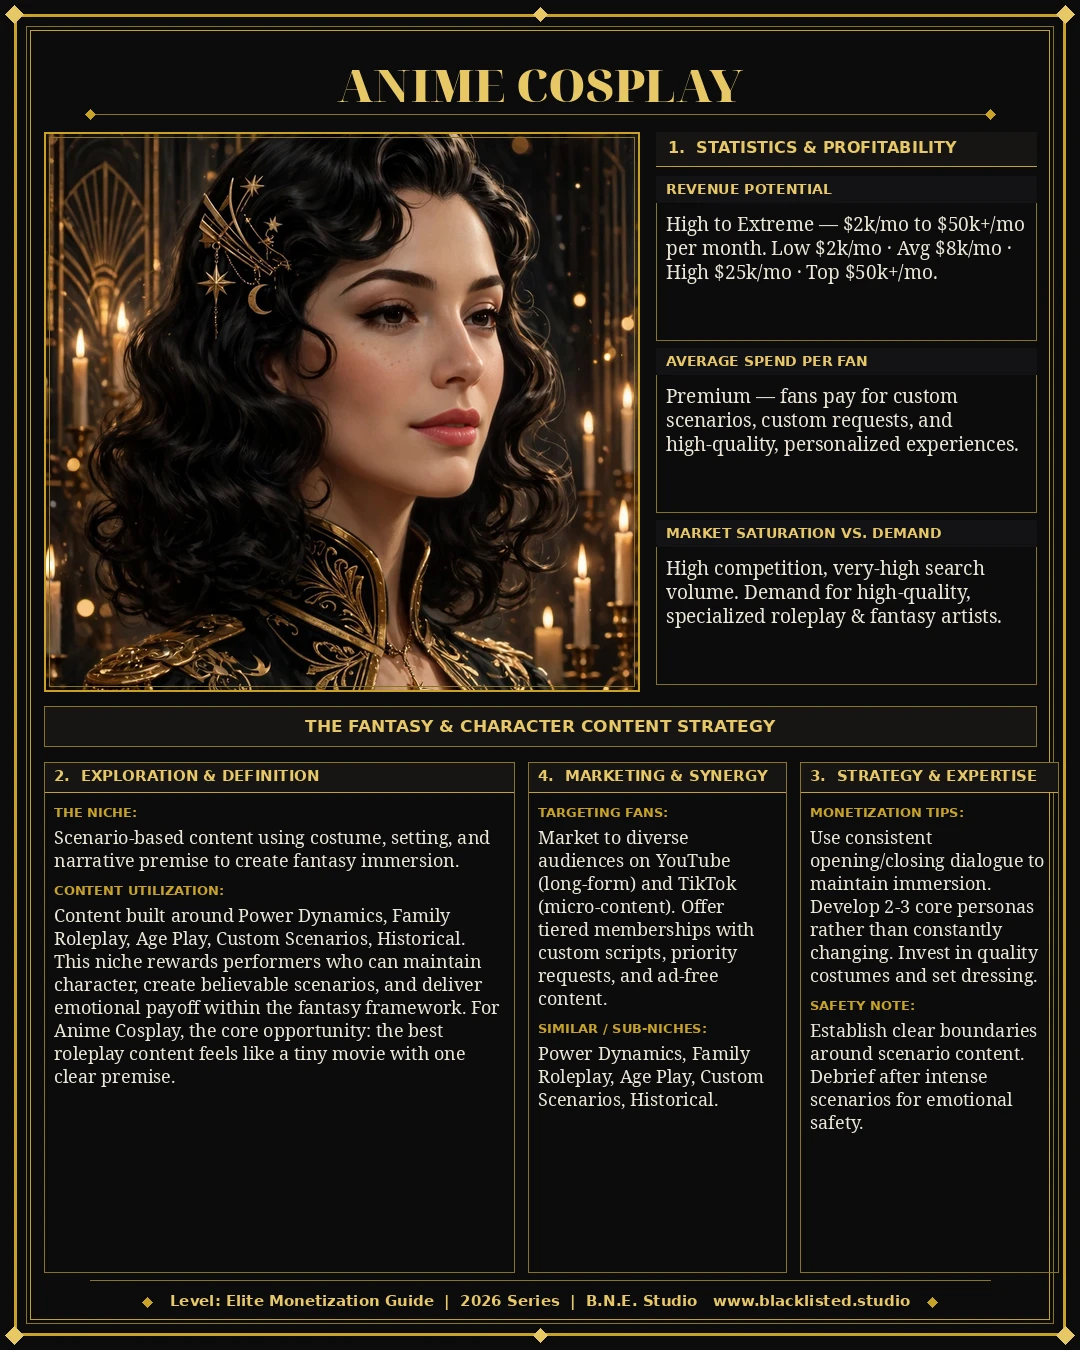 ANIME COSPLAY
1. STATISTICS & PROFITABILITY
REVENUE POTENTIAL
High to Extreme — $2k/mo to $50k+/mo
per month. Low $2k/mo · Avg $8k/mo ·
High $25k/mo · Top $50k+/mo.
AVERAGE SPEND PER FAN
Premium — fans pay for custom
scenarios, custom requests, and
high-quality, personalized experiences.
MARKET SATURATION VS. DEMAND
High competition, very-high search
volume. Demand for high-quality,
specialized roleplay & fantasy artists.
THE FANTASY & CHARACTER CONTENT STRATEGY
2. EXPLORATION & DEFINITION
THE NICHE:
Scenario-based content using costume, setting, and
narrative premise to create fantasy immersion.
CONTENT UTILIZATION:
Content built around Power Dynamics, Family
Roleplay, Age Play, Custom Scenarios, Historical.
This niche rewards performers who can maintain
character, create believable scenarios, and deliver
emotional payoff within the fantasy framework. For
Anime Cosplay, the core opportunity: the best
roleplay content feels like a tiny movie with one
clear premise.
4. MARKETING & SYNERGY
TARGETING FANS:
Market to diverse
audiences on YouTube
(long-form) and TikTok
(micro-content). Offer
tiered memberships with
custom scripts, priority
requests, and ad-free
content.
SIMILAR / SUB-NICHES:
Power Dynamics, Family
Roleplay, Age Play, Custom
Scenarios, Historical.
3. STRATEGY & EXPERTISE
MONETIZATION TIPS:
Use consistent
opening/closing dialogue to
maintain immersion.
Develop 2-3 core personas
rather than constantly
changing. Invest in quality
costumes and set dressing.
SAFETY NOTE:
Establish clear boundaries
around scenario content.
Debrief after intense
scenarios for emotional
safety.
Level: Elite Monetization Guide | 2026 Series | B.N.E. Studio www.blacklisted.studio